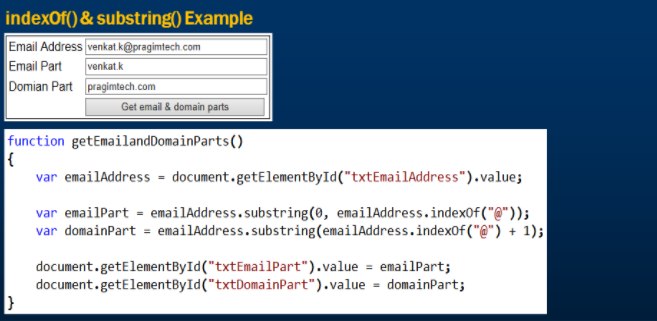 indexOf() & substring() Example
Email Address venkat.k@pragimtech.com
Email Part venkat.k
Domian Part pragimtech.com
Get email & domain parts
function getEmailandDomainParts()
{
    var emailAddress = document.getElementById("txtEmailAddress").value;
    var emailPart = emailAddress.substring(0, emailAddress.indexOf("@"));
    var domainPart = emailAddress.substring(emailAddress.indexOf("@") + 1);
    document.getElementById("txtEmailPart").value = emailPart;
    document.getElementById("txtDomainPart").value = domainPart;
}